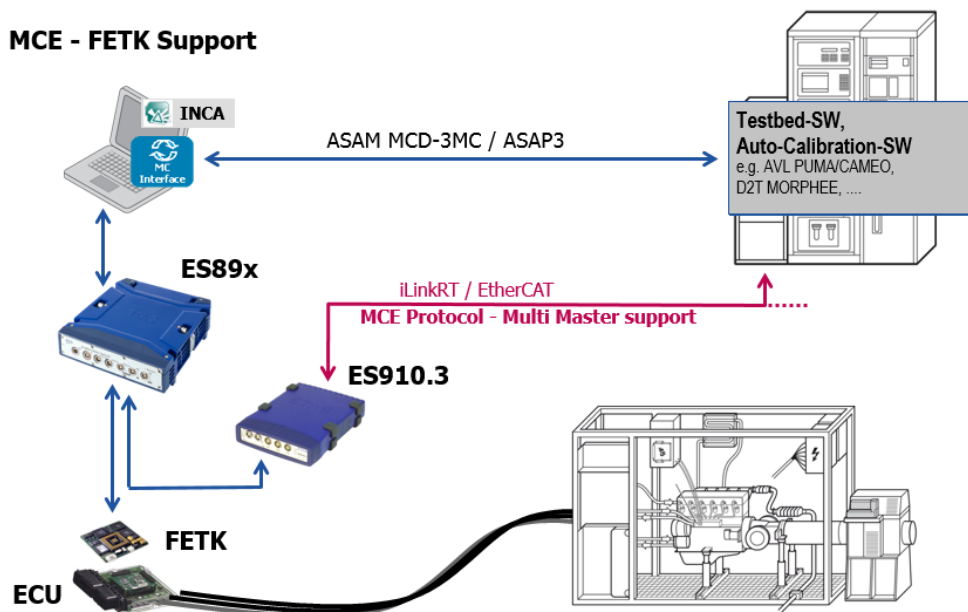 MCE - FETK Support
INCA
MC
Interface
ASAM MCD-3MC / ASAP3
Testbed-SW,
Auto-Calibration-SW
e.g. AVL PUMA/CAMEO,
D2T MORPHEE, ....
ES89x
iLinkRT / EtherCAT
MCE Protocol - Multi Master support
ES910.3
FETK
ECU